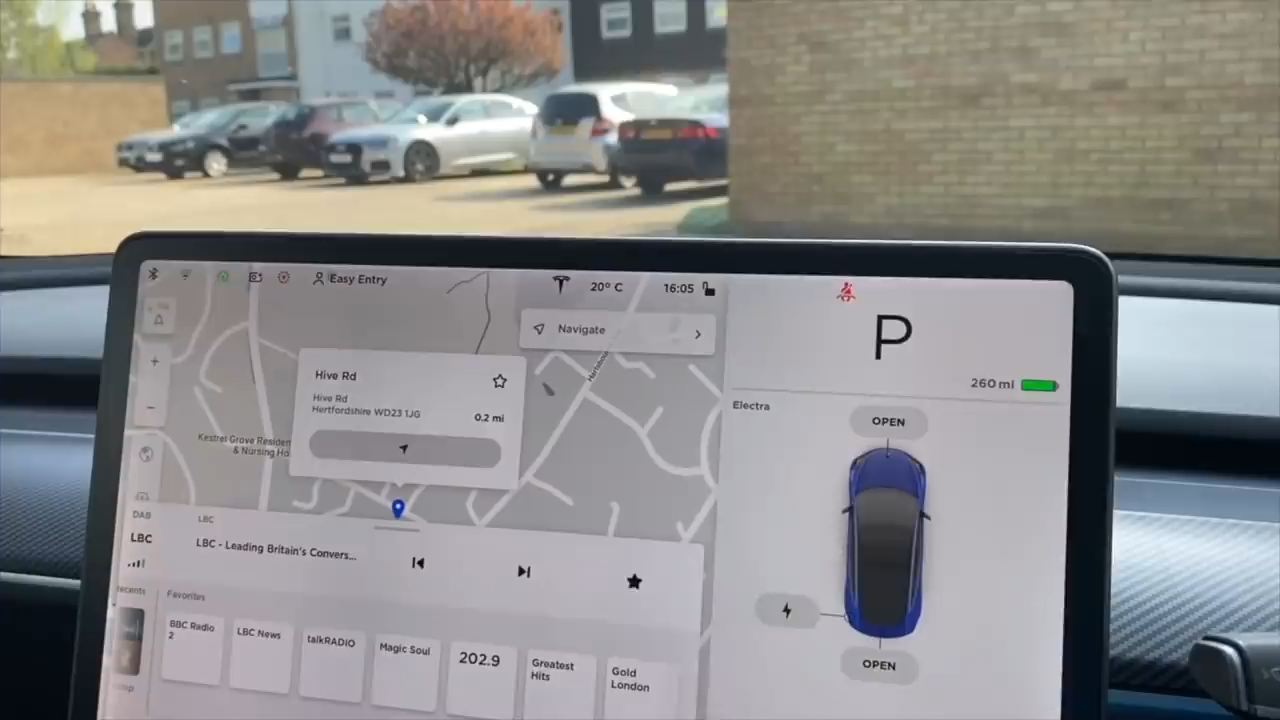 Easy Entry
20° C
16:05
Navigate
P
260 mi
Hive Rd
Hive Rd
Hertfordshire WD23 1JG
0.2 mi
Kestrel Grove Residen
& Nursing Ho
Electra
OPEN
OPEN
DAB
LBC
LBC
LBC - Leading Britain's Convers...
ecents
Favorites
BBC Radio
2
LBC News
talkRADIO
Magic Soul
202.9
Greatest
Hits
Gold
London